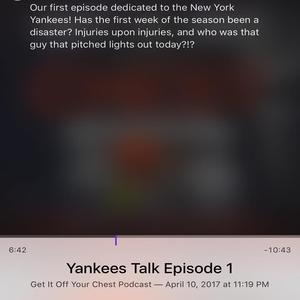 Our first episode dedicated to the New York
Yankees! Has the first week of the season been a
disaster? Injuries upon injuries, and who was that
guy that pitched lights out today?!?
6:42
-10:43
Yankees Talk Episode 1
Get It Off Your Chest Podcast — April 10, 2017 at 11:19 PM